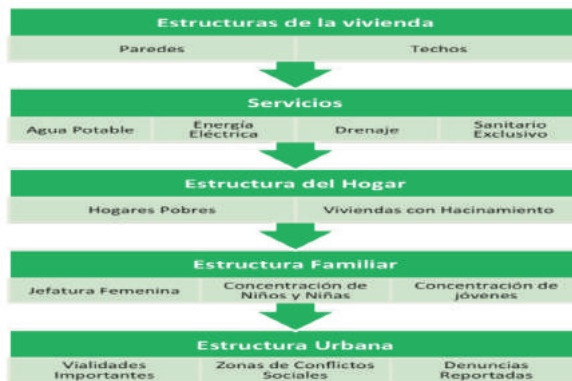 Estructuras de la vivienda
Paredes
Techos
Servicios
Agua Potable
Energía
Eléctrica
Drenaje
Sanitario
Exclusivo
Estructura del Hogar
Hogares Pobres
Viviendas con Hacinamiento
Estructura Familiar
Jefatura Femenina
Concentración de
Niños y Niñas
Concentración de
jóvenes
Estructura Urbana
Vialidades
Importantes
Zonas de Conflictos
Sociales
Denuncias
Reportadas